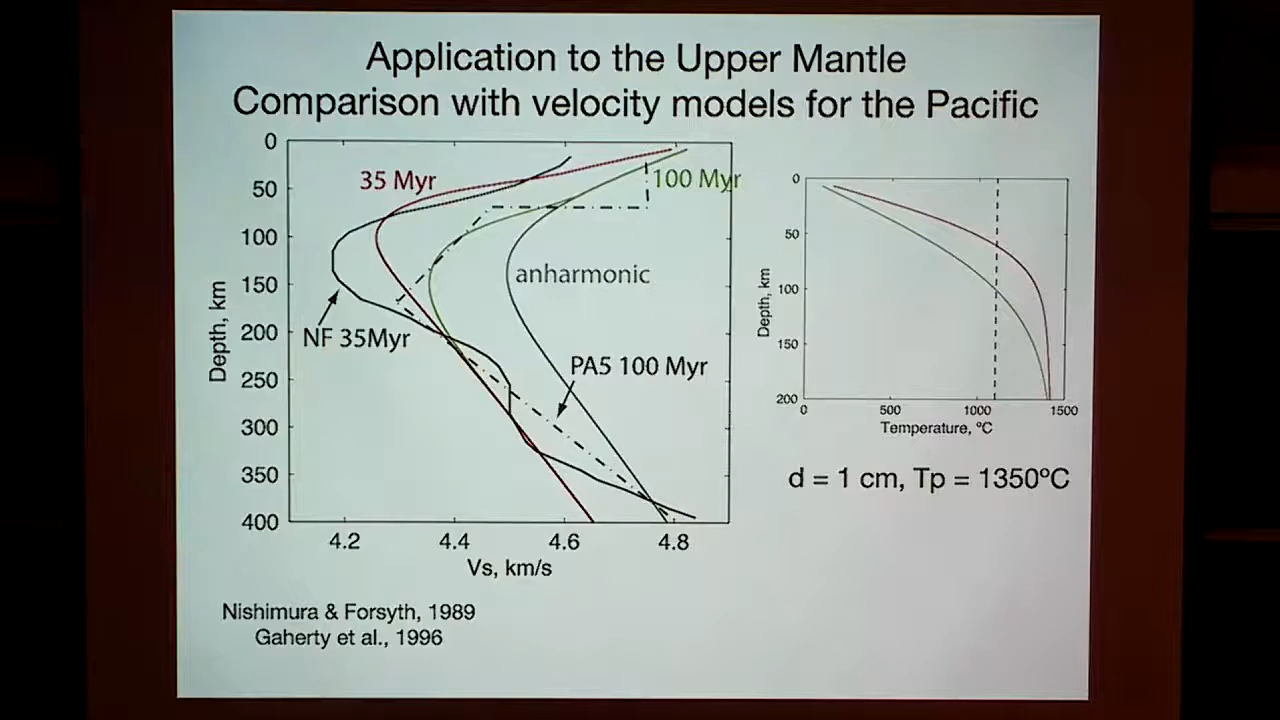 Application to the Upper Mantle
Comparison with velocity models for the Pacific
0
50
100
150
200
250
300
350
400
Depth, km
35 Myr
100 Myr
anharmonic
NF 35Myr
PA5 100 Myr
4.2 4.4 4.6 4.8
Vs, km/s
0
50
100
150
200
Depth, km
0 500 1000 1500
Temperature, ºC
d = 1 cm, Tp = 1350ºC
Nishimura & Forsyth, 1989
Gaherty et al., 1996